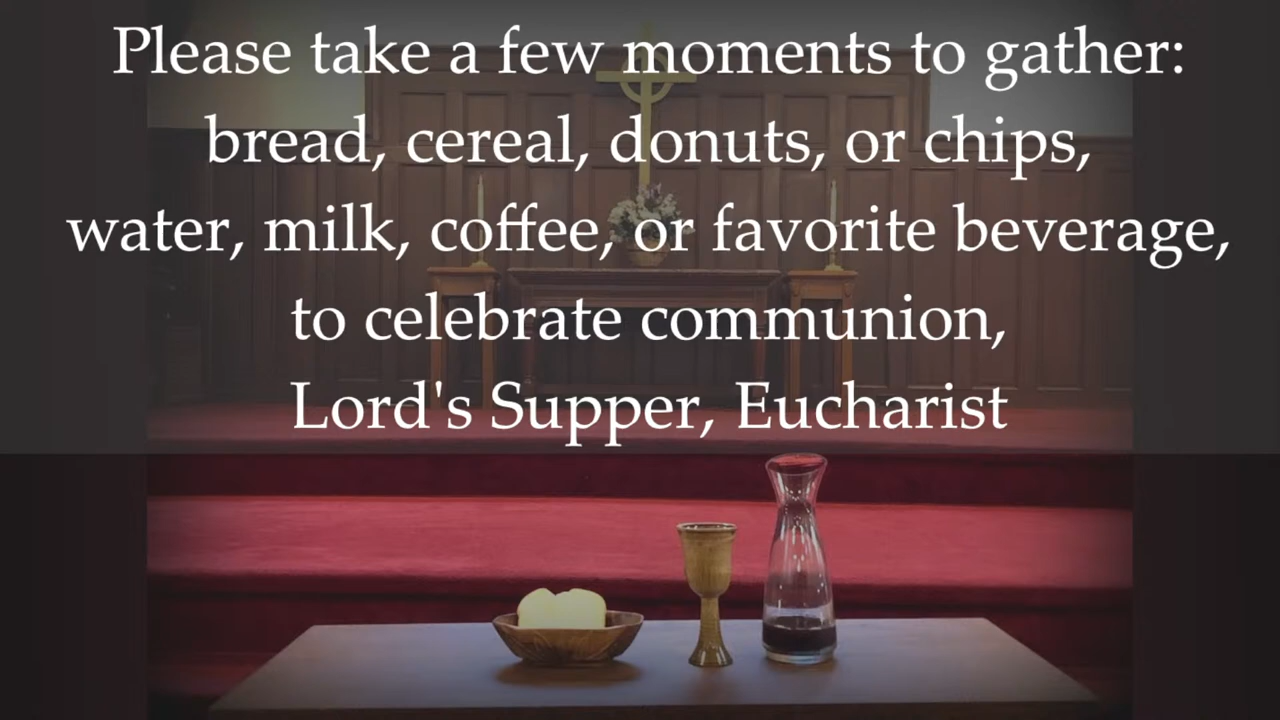 Please take a few moments to gather:
bread, cereal, donuts, or chips,
water, milk, coffee, or favorite beverage,
to celebrate communion,
Lord's Supper, Eucharist